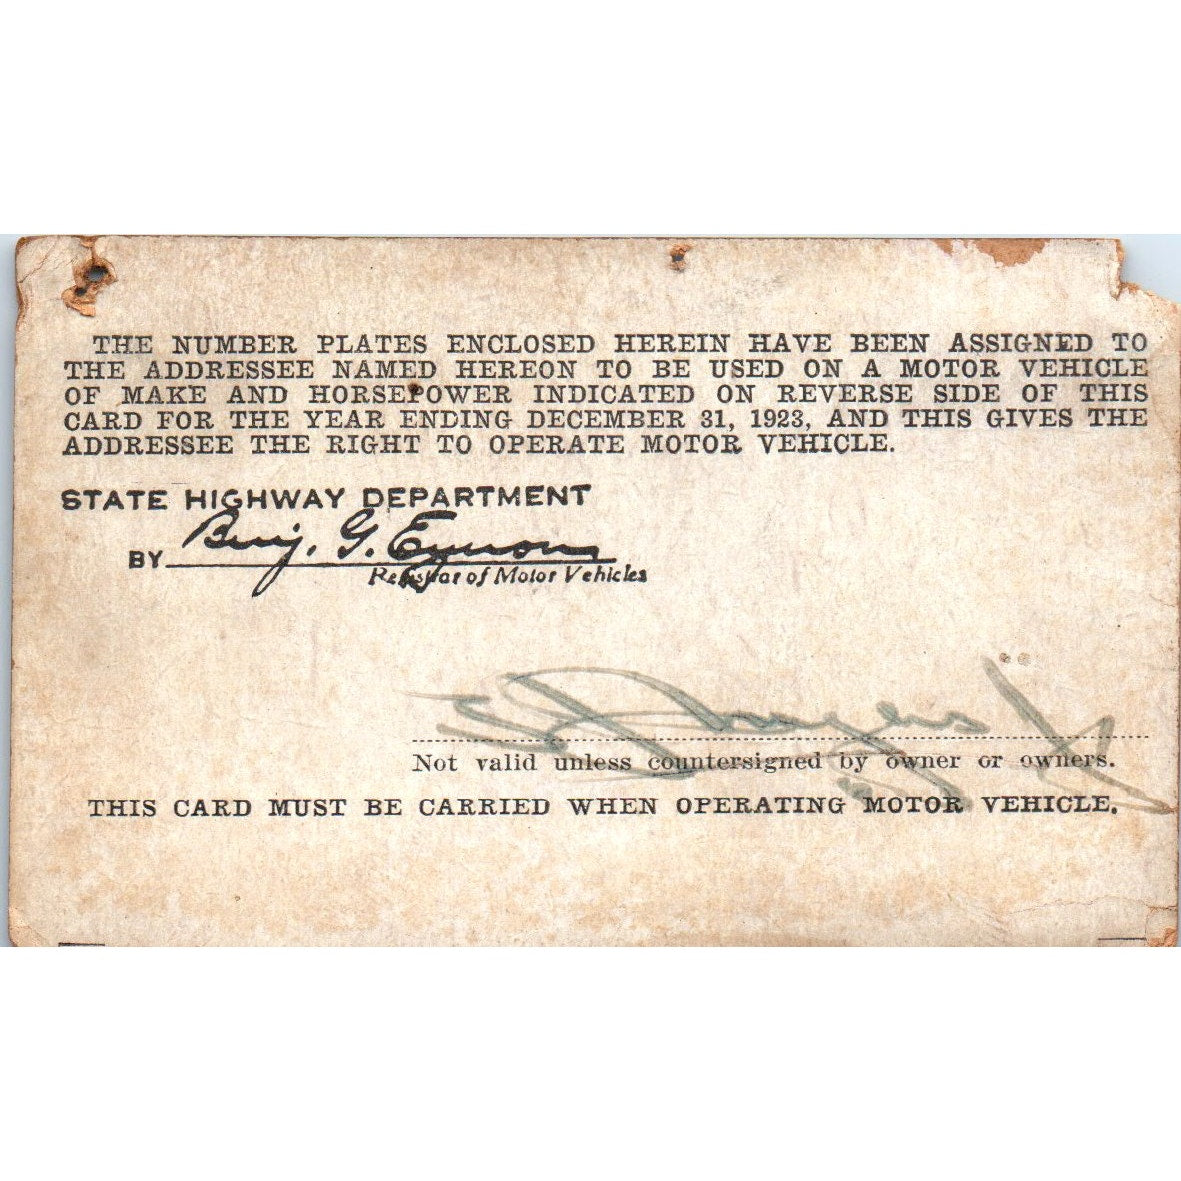 THE NUMBER PLATES ENCLOSED HEREIN HAVE BEEN ASSIGNED TO
THE ADDRESSEE NAMED HEREON TO BE USED ON A MOTOR VEHICLE
OF MAKE AND HORSEPOWER INDICATED ON REVERSE SIDE OF THIS
CARD FOR THE YEAR ENDING DECEMBER 31, 1923, AND THIS GIVES THE
ADDRESSEE THE RIGHT TO OPERATE MOTOR VEHICLE.
STATE HIGHWAY DEPARTMENT
BY Benj. G. Eynon
Registrar of Motor Vehicles
Not valid unless countersigned by owner or owners.
THIS CARD MUST BE CARRIED WHEN OPERATING MOTOR VEHICLE.